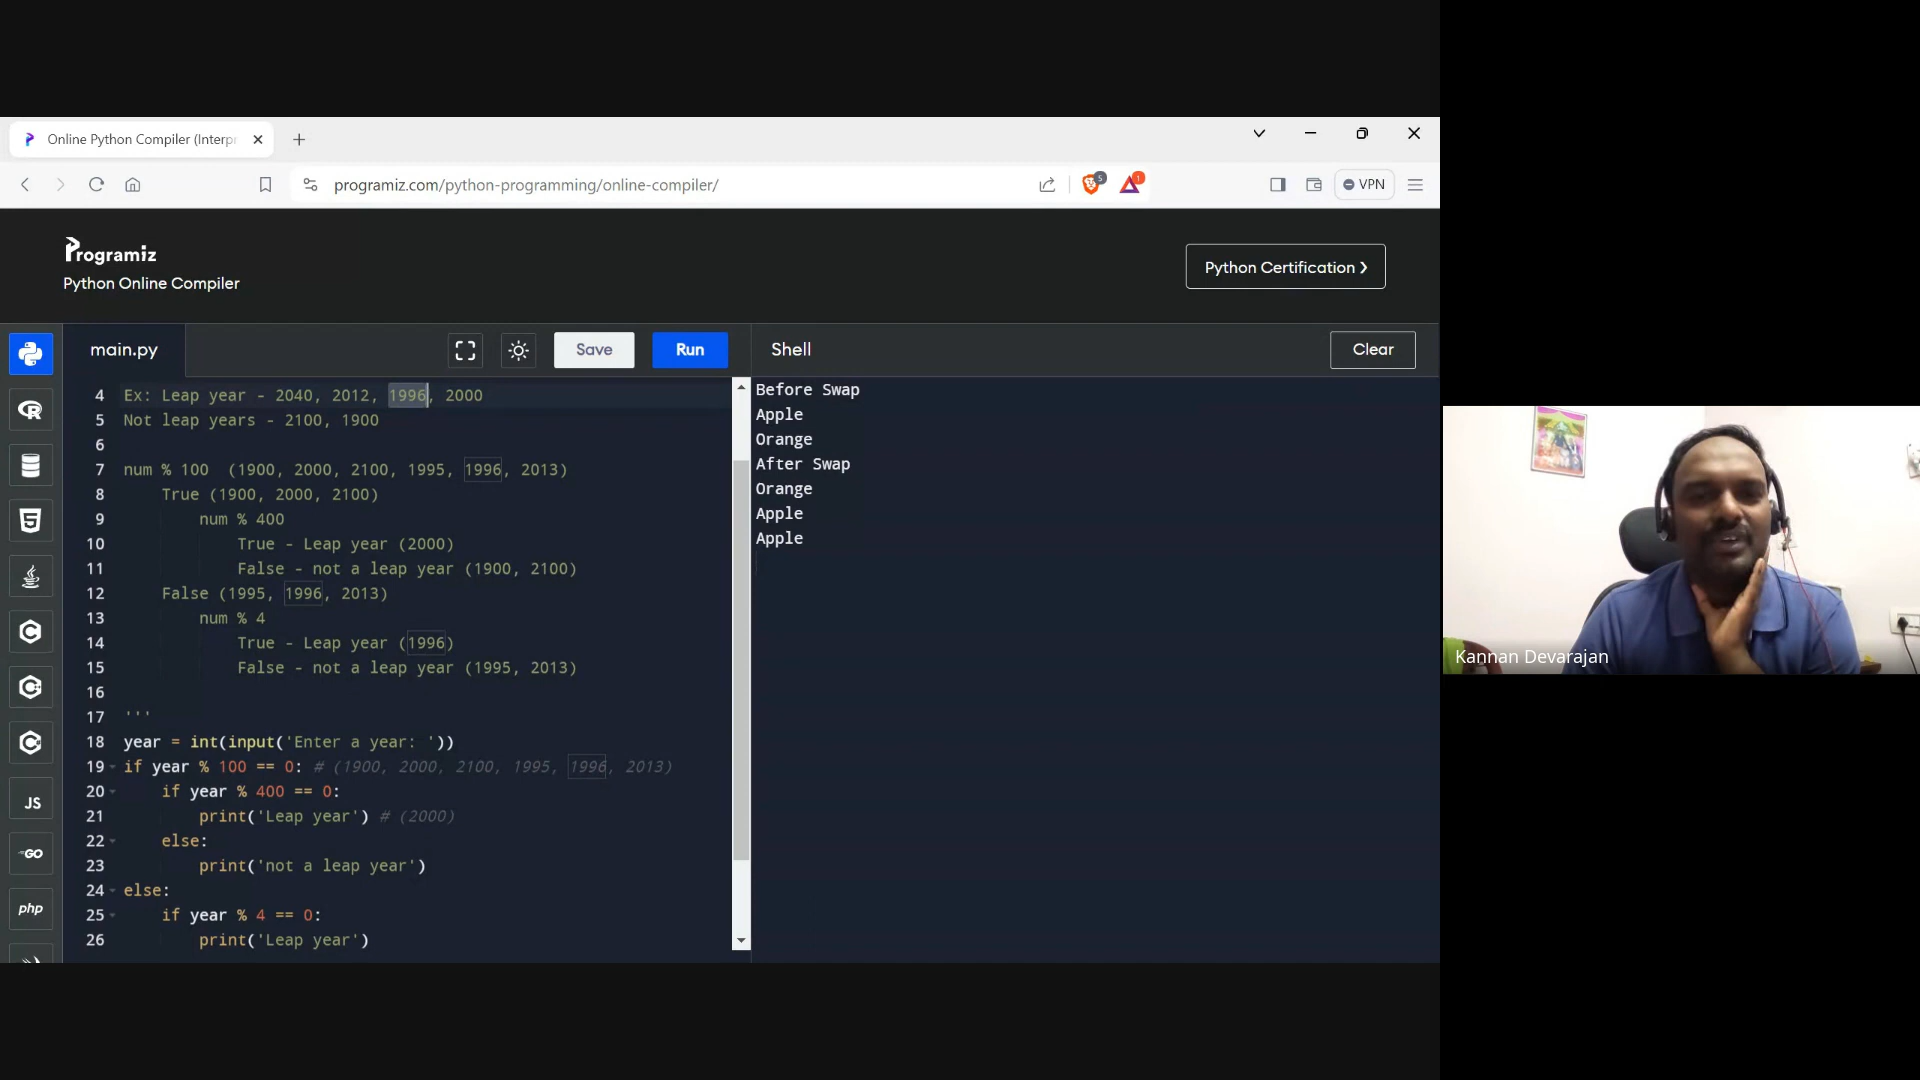 Online Python Compiler (Interp
programiz.com/python-programming/online-compiler/
5
1
VPN
Programiz
Python Online Compiler
Python Certification ❯
main.py
Save
Run
Shell
Clear
4 Ex: Leap year - 2040, 2012, 1996, 2000
5 Not leap years - 2100, 1900
6
7 num % 100  (1900, 2000, 2100, 1995, 1996, 2013)
8     True (1900, 2000, 2100)
9         num % 400
10             True - Leap year (2000)
11             False - not a leap year (1900, 2100)
12     False (1995, 1996, 2013)
13         num % 4
14             True - Leap year (1996)
15             False - not a leap year (1995, 2013)
16
17 '''
18 year = int(input('Enter a year: '))
19 if year % 100 == 0: # (1900, 2000, 2100, 1995, 1996, 2013)
20     if year % 400 == 0:
21         print('Leap year') # (2000)
22     else:
23         print('not a leap year')
24 else:
25     if year % 4 == 0:
26         print('Leap year')
Before Swap
Apple
Orange
After Swap
Orange
Apple
Apple
JS
GO
php
Kannan Devarajan